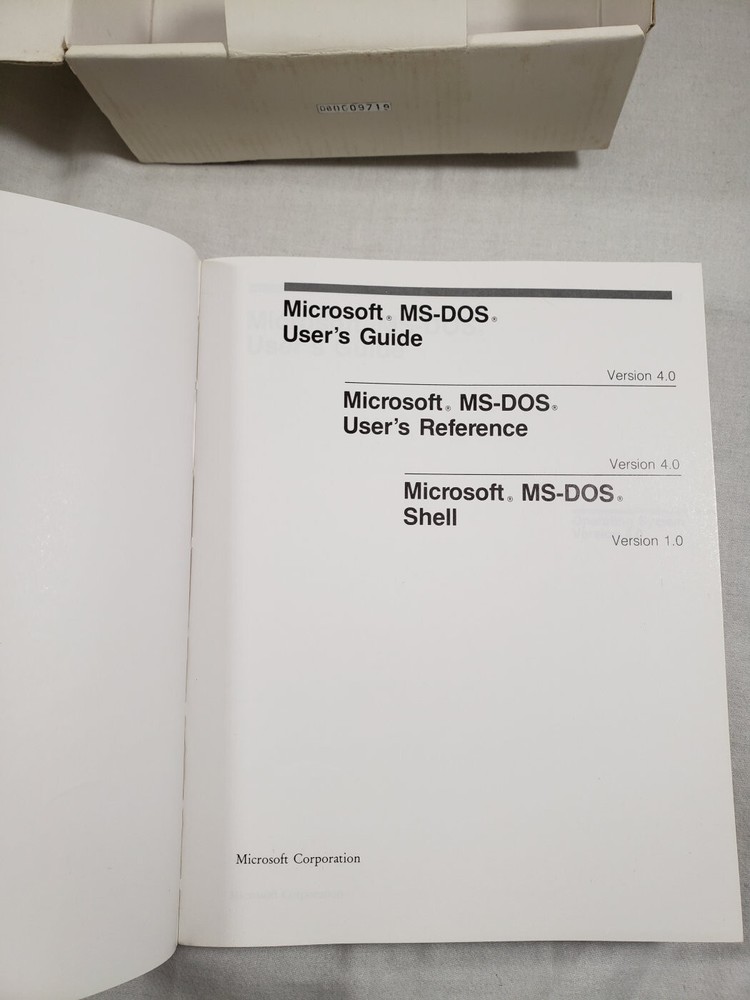 Microsoft® MS-DOS®
User's Guide
Version 4.0
Microsoft® MS-DOS®
User's Reference
Version 4.0
Microsoft® MS-DOS®
Shell
Version 1.0
Microsoft Corporation